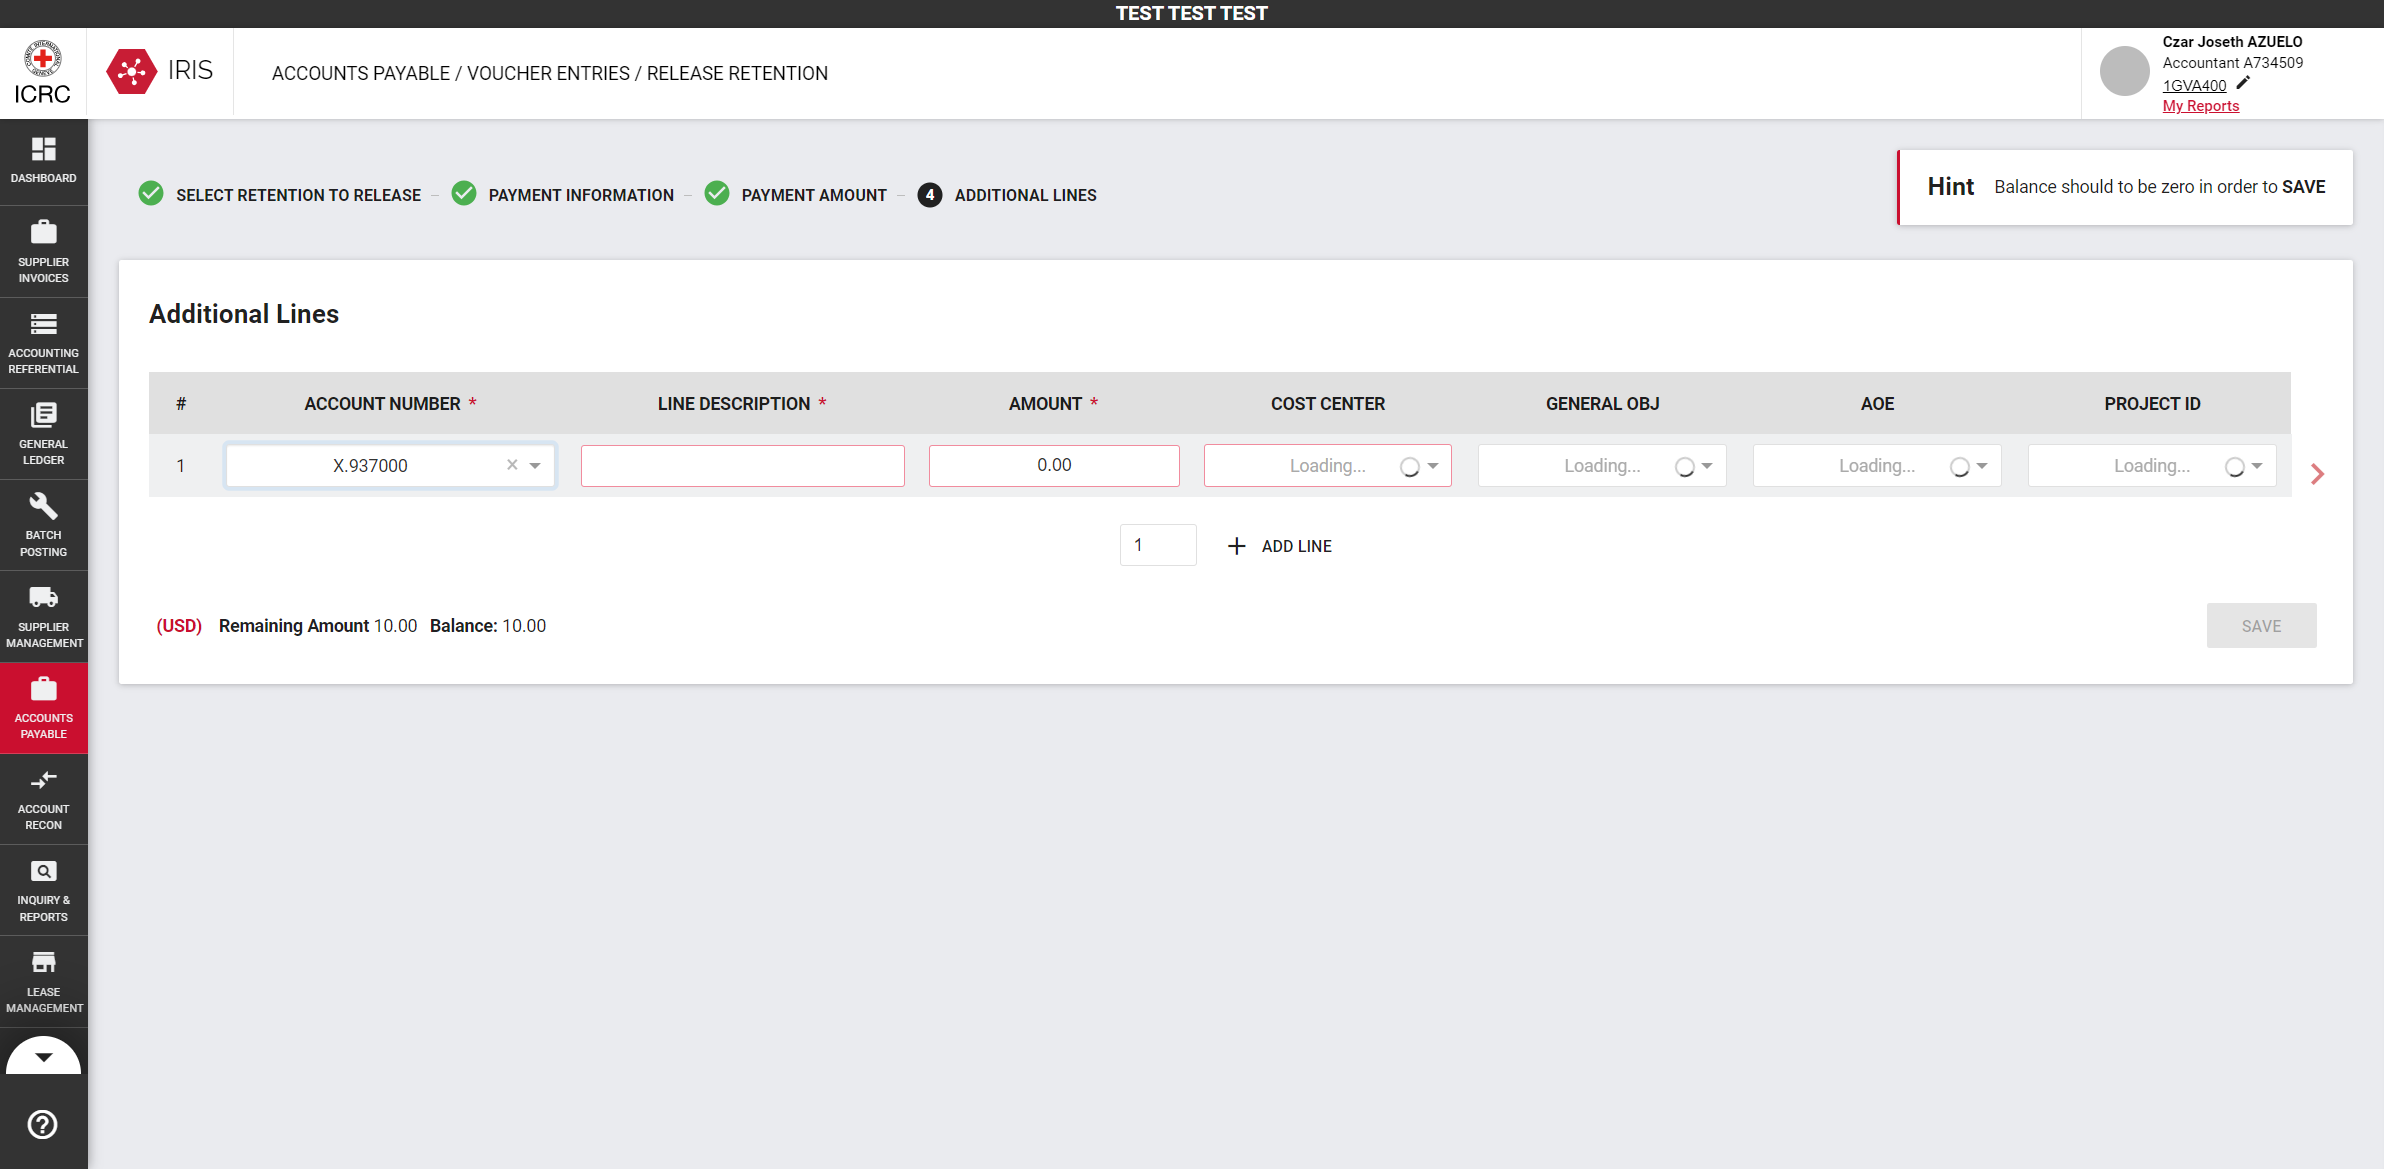 TEST TEST TEST
COMITE INTERNATIONAL GENEVE
ICRC
IRIS
ACCOUNTS PAYABLE / VOUCHER ENTRIES / RELEASE RETENTION
Czar Joseth AZUELO
Accountant A734509
1GVA400
My Reports
DASHBOARD
SUPPLIER
INVOICES
ACCOUNTING
REFERENTIAL
GENERAL
LEDGER
BATCH
POSTING
SUPPLIER
MANAGEMENT
ACCOUNTS
PAYABLE
ACCOUNT
RECON
INQUIRY &
REPORTS
LEASE
MANAGEMENT
SELECT RETENTION TO RELEASE – PAYMENT INFORMATION – PAYMENT AMOUNT – 4 ADDITIONAL LINES
Hint Balance should to be zero in order to SAVE
Additional Lines
# ACCOUNT NUMBER * LINE DESCRIPTION * AMOUNT * COST CENTER GENERAL OBJ AOE PROJECT ID
1 X.937000 × 0.00 Loading... Loading... Loading... Loading...
1 + ADD LINE
(USD) Remaining Amount 10.00 Balance: 10.00
SAVE